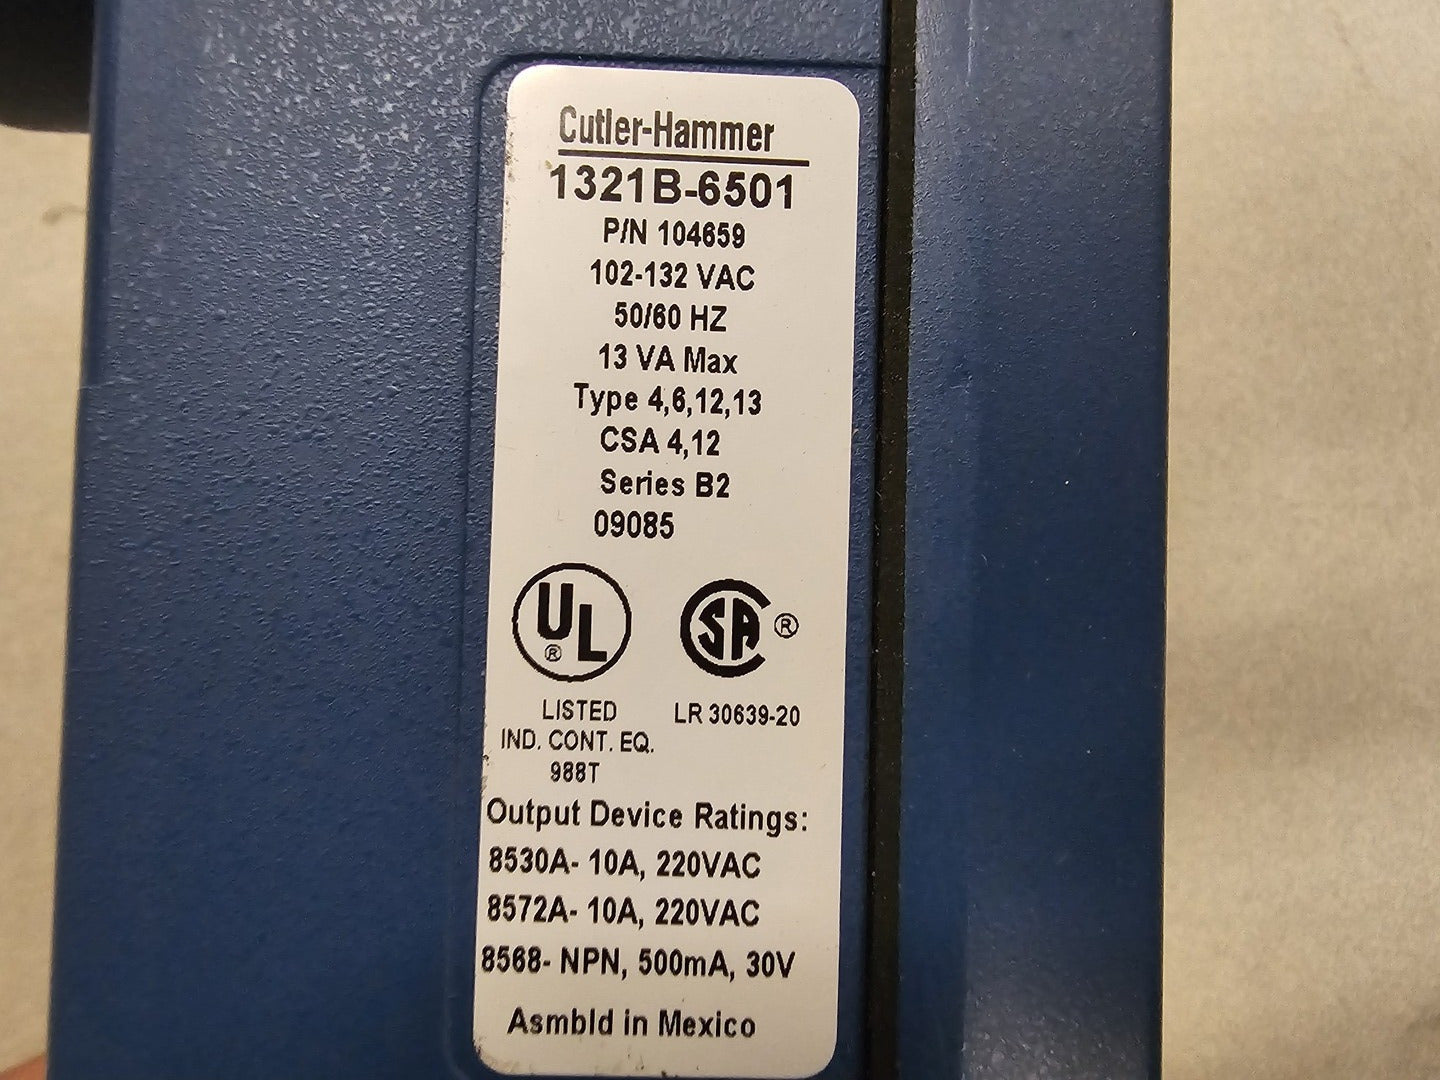 Cutler-Hammer
1321B-6501
P/N 104659
102-132 VAC
50/60 HZ
13 VA Max
Type 4,6,12,13
CSA 4,12
Series B2
09085
UL ®
SA ®
LISTED
LR 30639-20
IND. CONT. EQ.
988T
Output Device Ratings:
8530A- 10A, 220VAC
8572A- 10A, 220VAC
8568- NPN, 500mA, 30V
Asmbld in Mexico